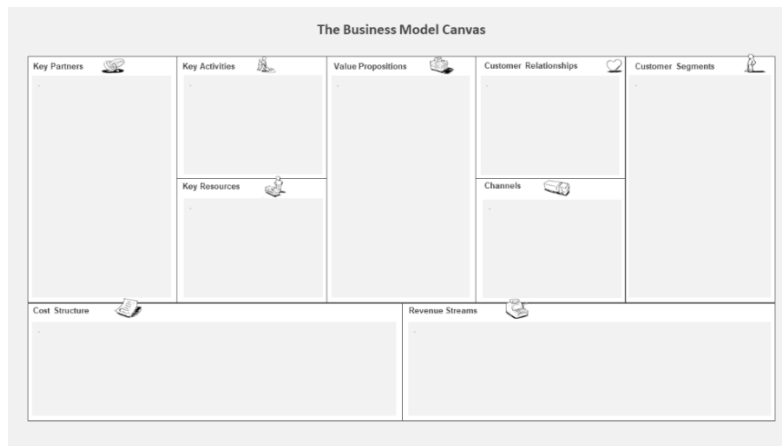 The Business Model Canvas
Key Partners
Key Activities
Value Propositions
Customer Relationships
Customer Segments
Key Resources
Channels
Cost Structure
Revenue Streams